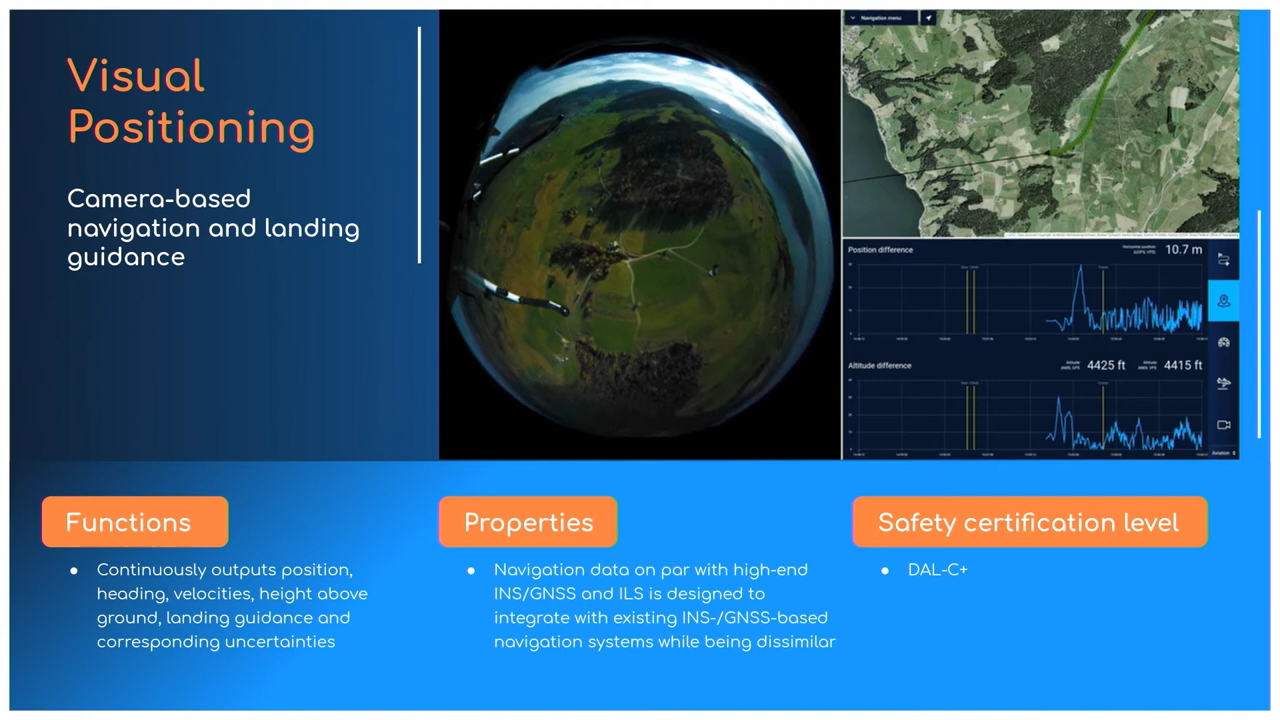 Visual
Positioning
Camera-based
navigation and landing
guidance
Navigation menu
Position difference
10.7 m
Altitude difference
4425 ft
4415 ft
Aviation
Functions
Continuously outputs position,
heading, velocities, height above
ground, landing guidance and
corresponding uncertainties
Properties
Navigation data on par with high-end
INS/GNSS and ILS is designed to
integrate with existing INS-/GNSS-based
navigation systems while being dissimilar
Safety certification level
DAL-C+